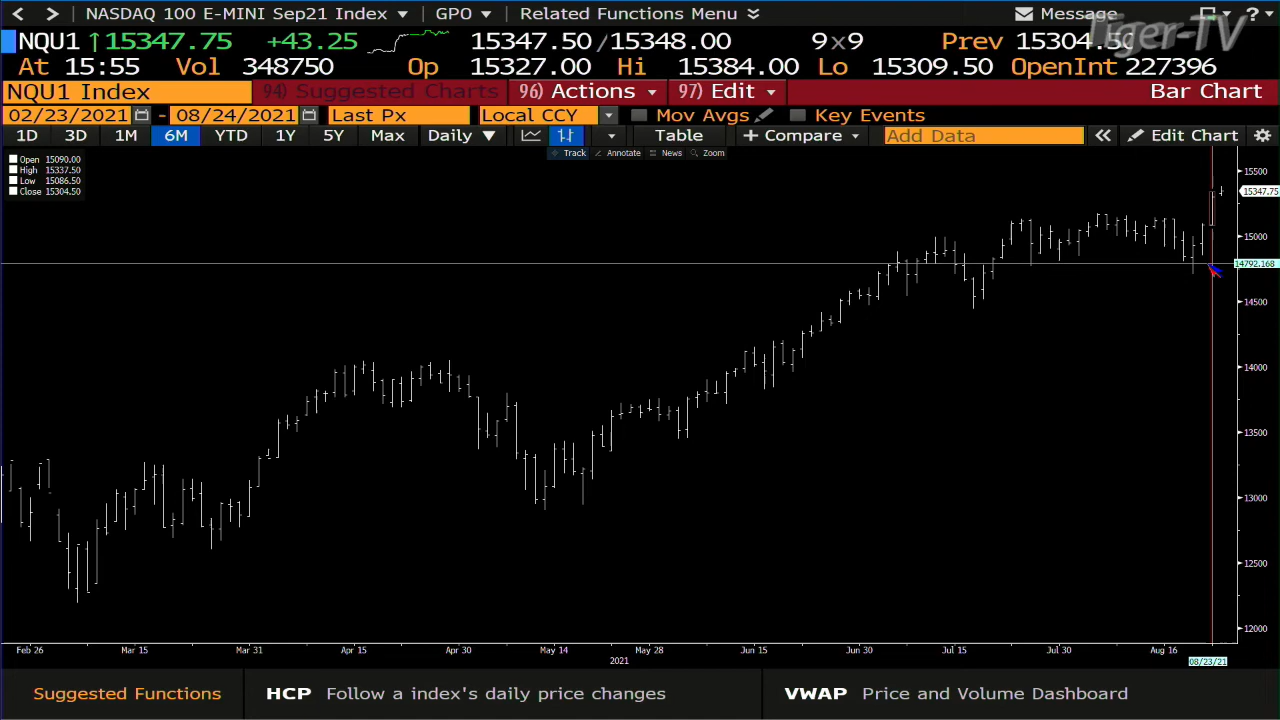 < > NASDAQ 100 E-MINI Sep21 Index GPO Related Functions Menu Message ?
NQU1 ↑15347.75 +43.25 15347.50/15348.00 9x9 Prev 15304.50
Tiger-TV
At 15:55 Vol 348750 Op 15327.00 Hi 15384.00 Lo 15309.50 OpenInt 227396
NQU1 Index 94) Suggested Charts 96) Actions 97) Edit Bar Chart
02/23/2021 - 08/24/2021 Last Px Local CCY Mov Avgs Key Events
1D 3D 1M 6M YTD 1Y 5Y Max Daily ▼ Table + Compare Add Data « Edit Chart
Track Annotate News Zoom
Open 15090.00
High 15337.50
Low 15086.50
Close 15304.50
15500
15347.75
15000
14792.168
14500
14000
13500
13000
12500
12000
Feb 26 Mar 15 Mar 31 Apr 15 Apr 30 May 14 May 28 Jun 15 Jun 30 Jul 15 Jul 30 Aug 16
2021 08/23/21
Suggested Functions HCP Follow a index's daily price changes VWAP Price and Volume Dashboard